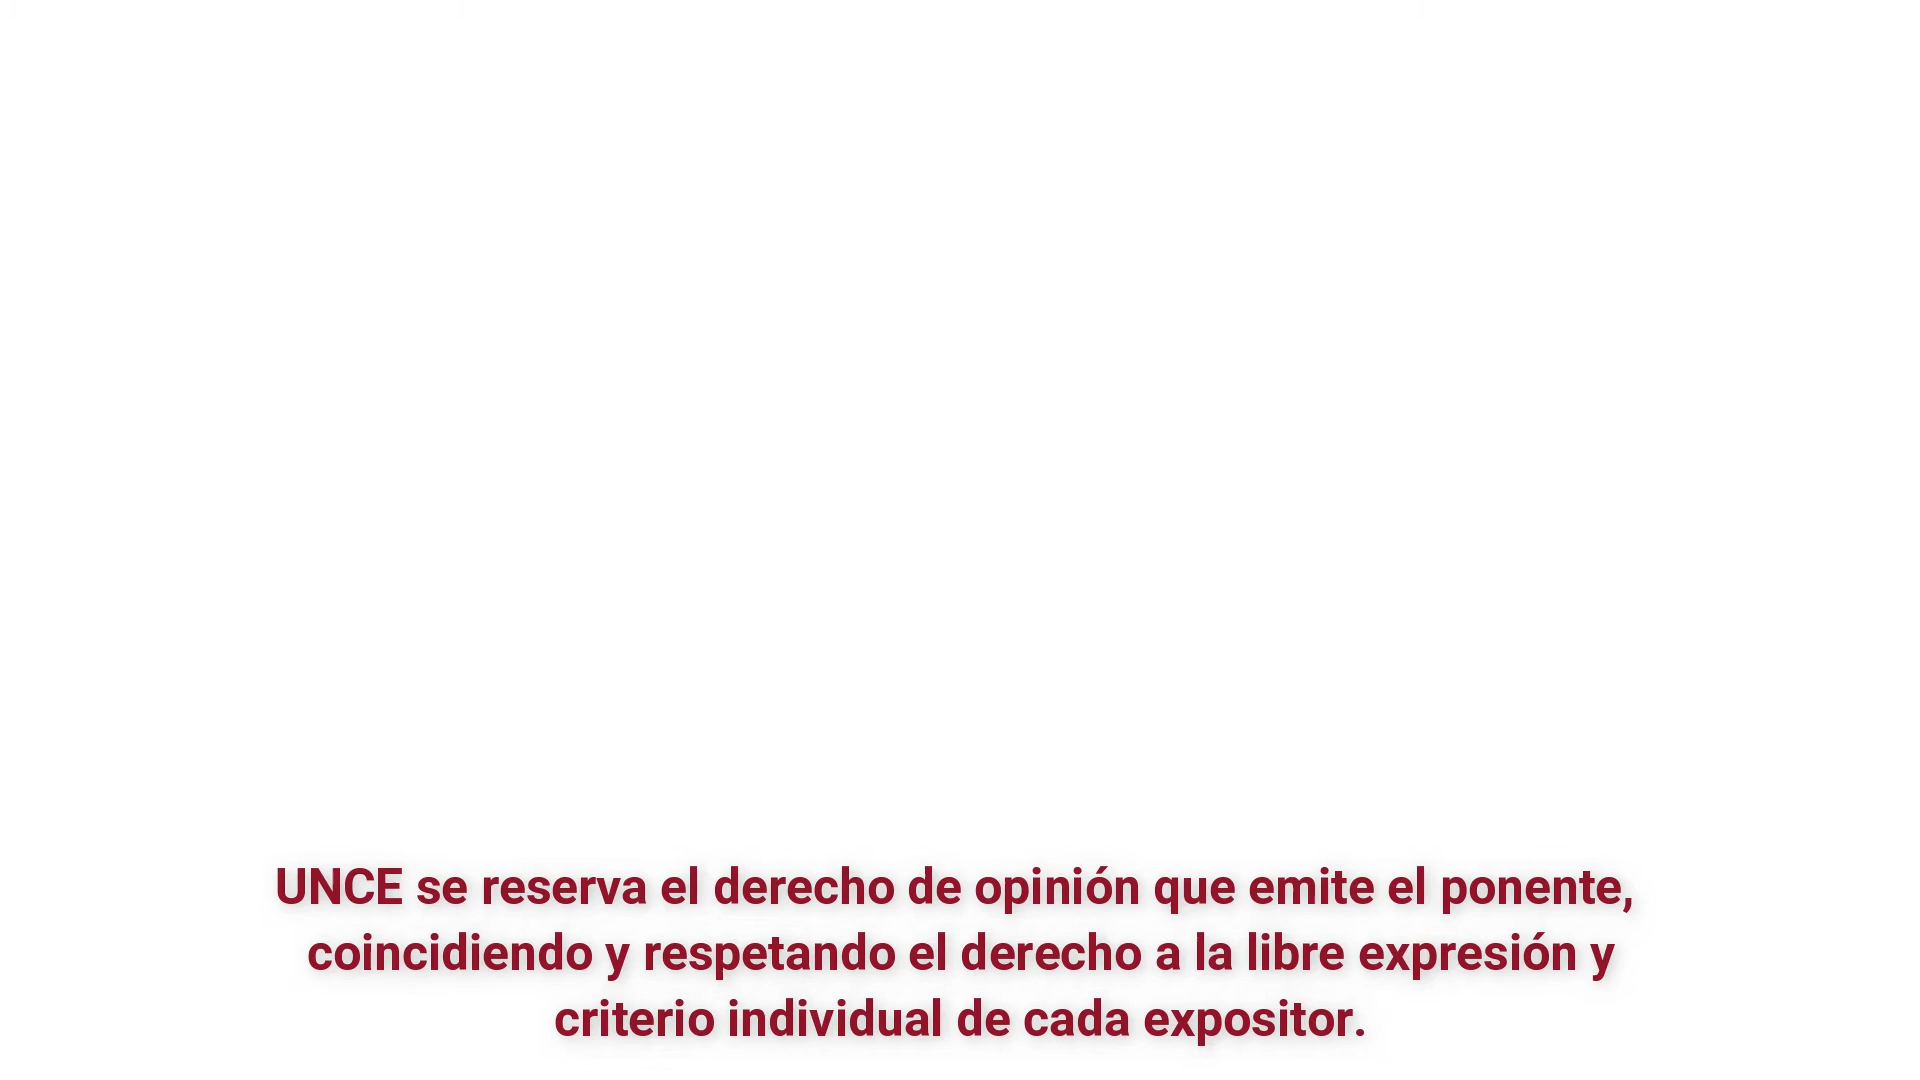 UNCE se reserva el derecho de opinión que emite el ponente,
coincidiendo y respetando el derecho a la libre expresión y
criterio individual de cada expositor.